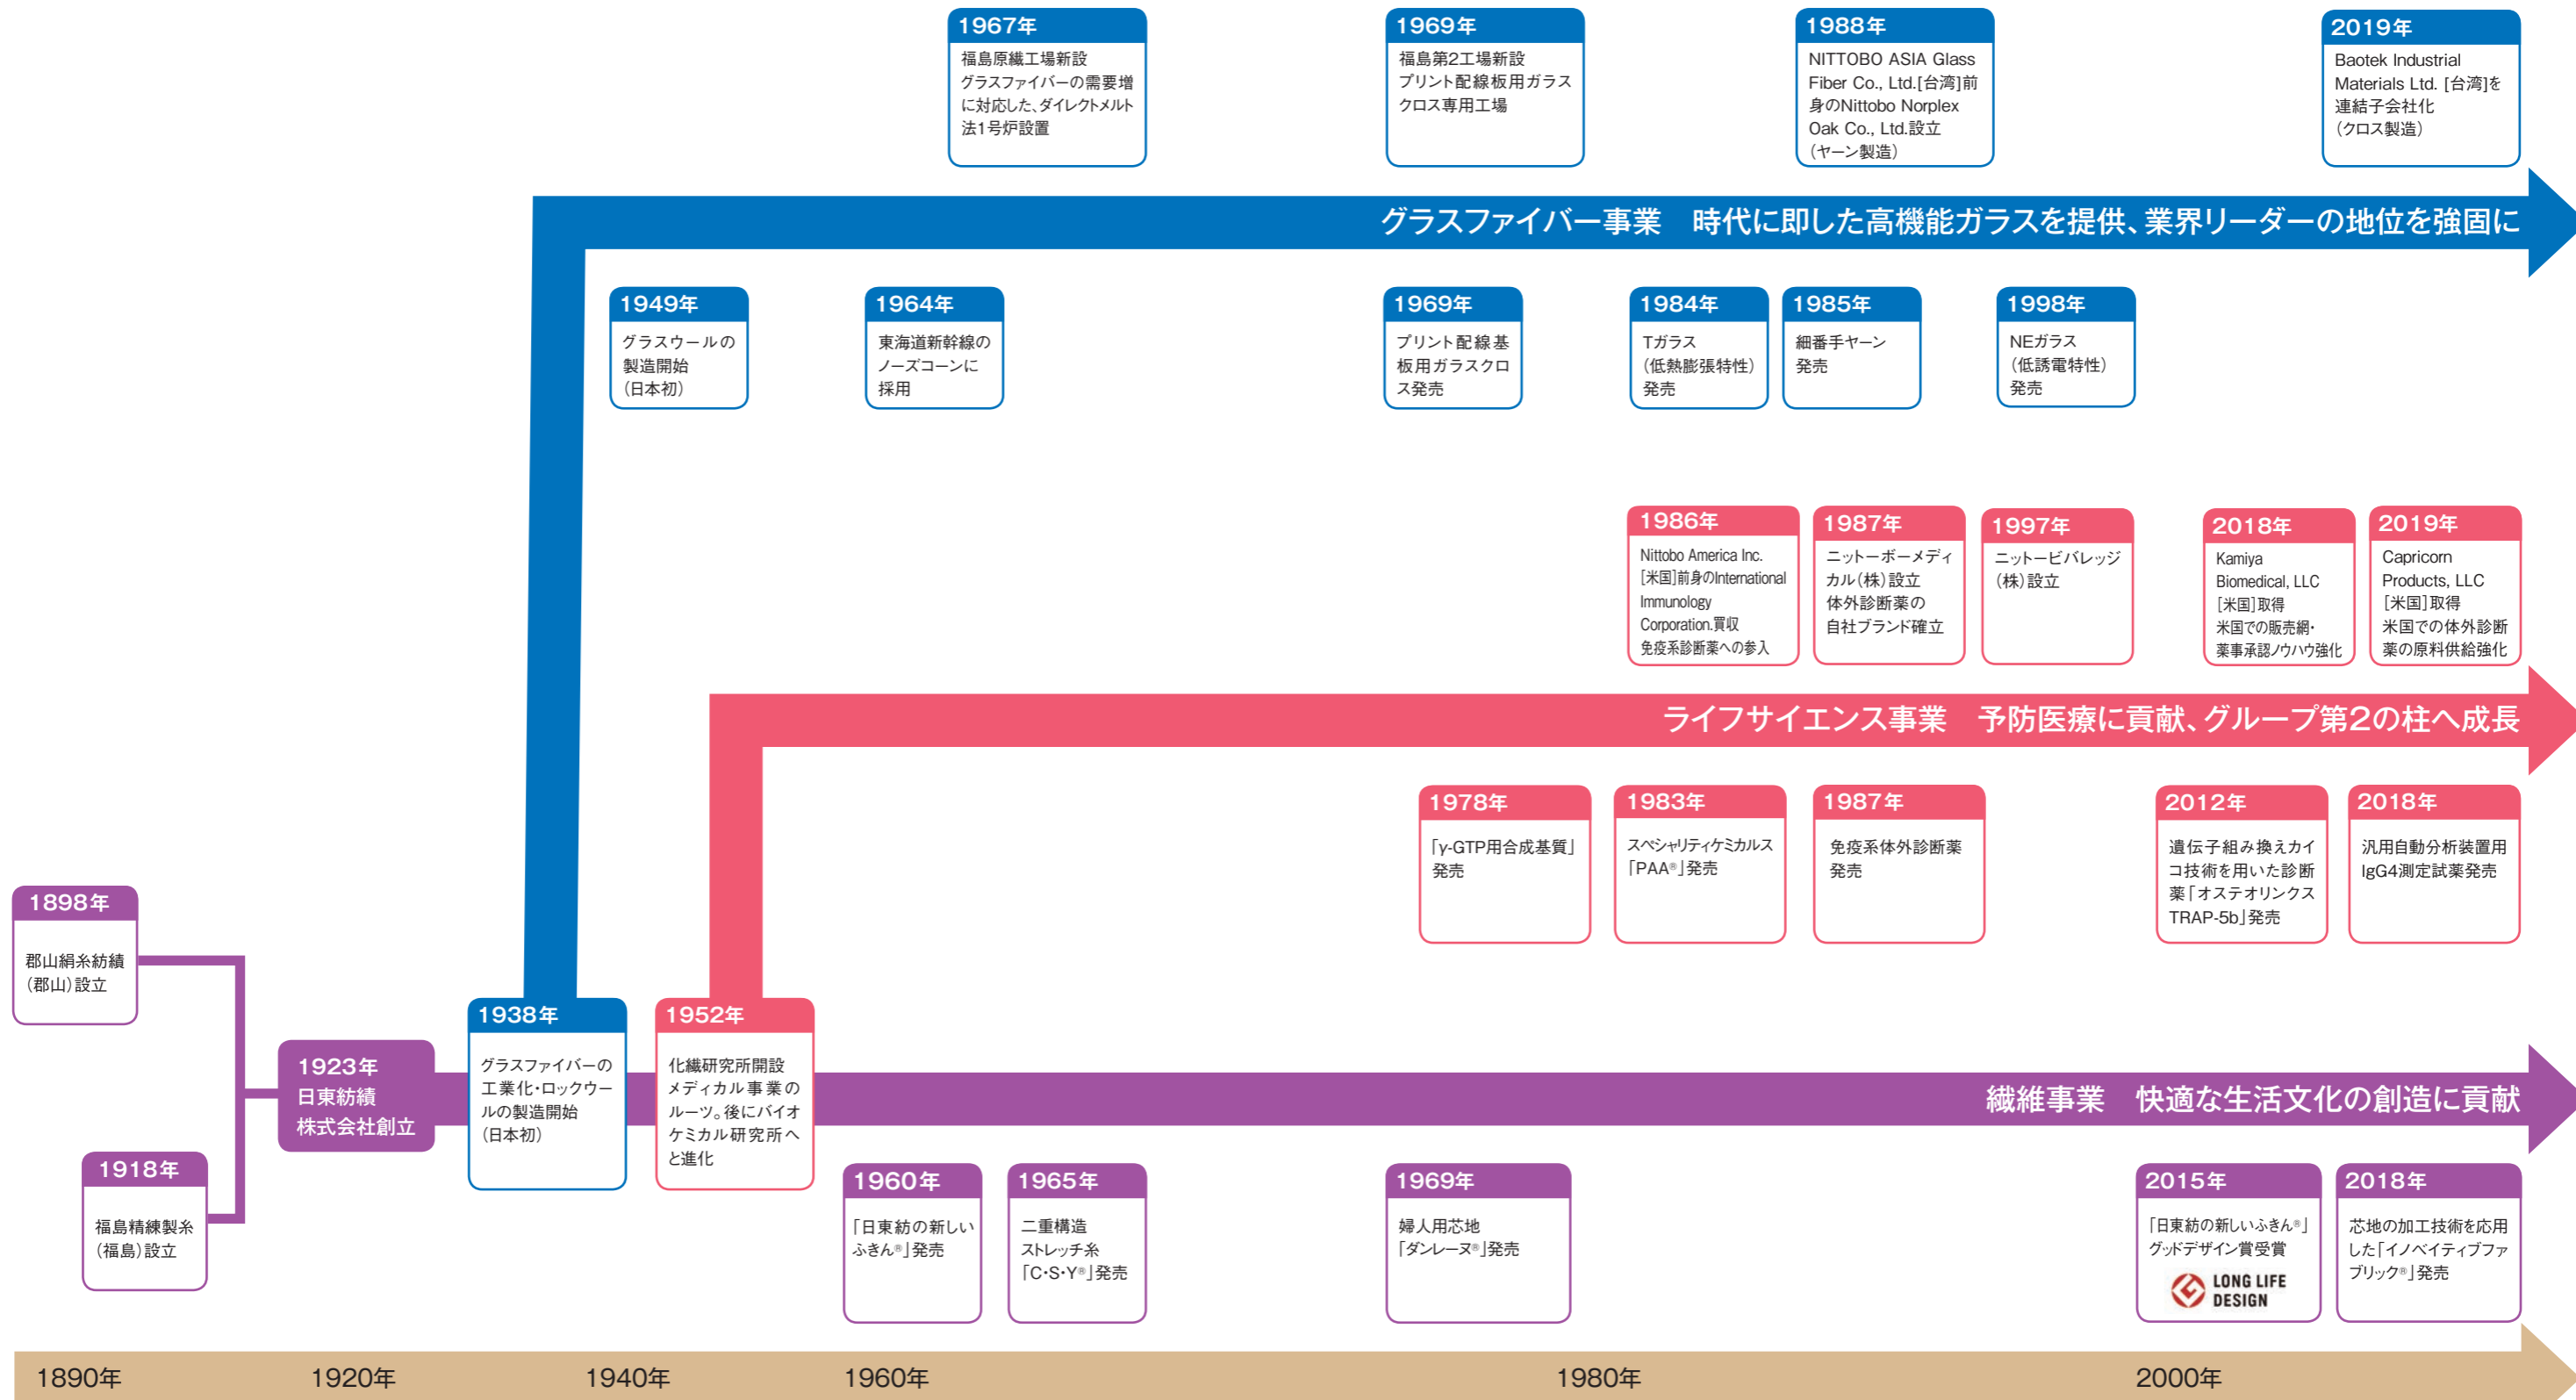 1967年
福島原繊工場新設
グラスファイバーの需要増
に対応した、ダイレクトメルト
法1号炉設置
1969年
福島第2工場新設
プリント配線板用ガラス
クロス専用工場
1988年
NITTOBO ASIA Glass
Fiber Co., Ltd.[台湾]前
身のNittobo Norplex
Oak Co., Ltd.設立
(ヤーン製造)
2019年
Baotek Industrial
Materials Ltd. [台湾]を
連結子会社化
(クロス製造)
グラスファイバー事業　時代に即した高機能ガラスを提供、業界リーダーの地位を強固に
1949年
グラスウールの
製造開始
(日本初)
1964年
東海道新幹線の
ノーズコーンに
採用
1969年
プリント配線基
板用ガラスクロ
ス発売
1984年
Tガラス
(低熱膨張特性)
発売
1985年
細番手ヤーン
発売
1998年
NEガラス
(低誘電特性)
発売
1986年
Nittobo America Inc.
[米国]前身のInternational
Immunology
Corporation.買収
免疫系診断薬への参入
1987年
ニットーボーメディ
カル(株)設立
体外診断薬の
自社ブランド確立
1997年
ニットービバレッジ
(株)設立
2018年
Kamiya
Biomedical, LLC
[米国]取得
米国での販売網・
薬事承認ノウハウ強化
2019年
Capricorn
Products, LLC
[米国]取得
米国での体外診断
薬の原料供給強化
ライフサイエンス事業　予防医療に貢献、グループ第2の柱へ成長
1978年
「γ-GTP用合成基質」
発売
1983年
スペシャリティケミカルス
「PAA®」発売
1987年
免疫系体外診断薬
発売
2012年
遺伝子組み換えカイ
コ技術を用いた診断
薬「オステオリンクス
TRAP-5b」発売
2018年
汎用自動分析装置用
IgG4測定試薬発売
1898年
郡山絹糸紡績
(郡山)設立
1918年
福島精練製糸
(福島)設立
1923年
日東紡績
株式会社創立
1938年
グラスファイバーの
工業化・ロックウー
ルの製造開始
(日本初)
1952年
化繊研究所開設
メディカル事業の
ルーツ。後にバイオ
ケミカル研究所へ
と進化
繊維事業　快適な生活文化の創造に貢献
1960年
「日東紡の新しい
ふきん®」発売
1965年
二重構造
ストレッチ糸
「C・S・Y®」発売
1969年
婦人用芯地
「ダンレーヌ®」発売
2015年
「日東紡の新しいふきん®」
グッドデザイン賞受賞
LONG LIFE
DESIGN
2018年
芯地の加工技術を応用
した「イノベイティブファ
ブリック®」発売
1890年
1920年
1940年
1960年
1980年
2000年